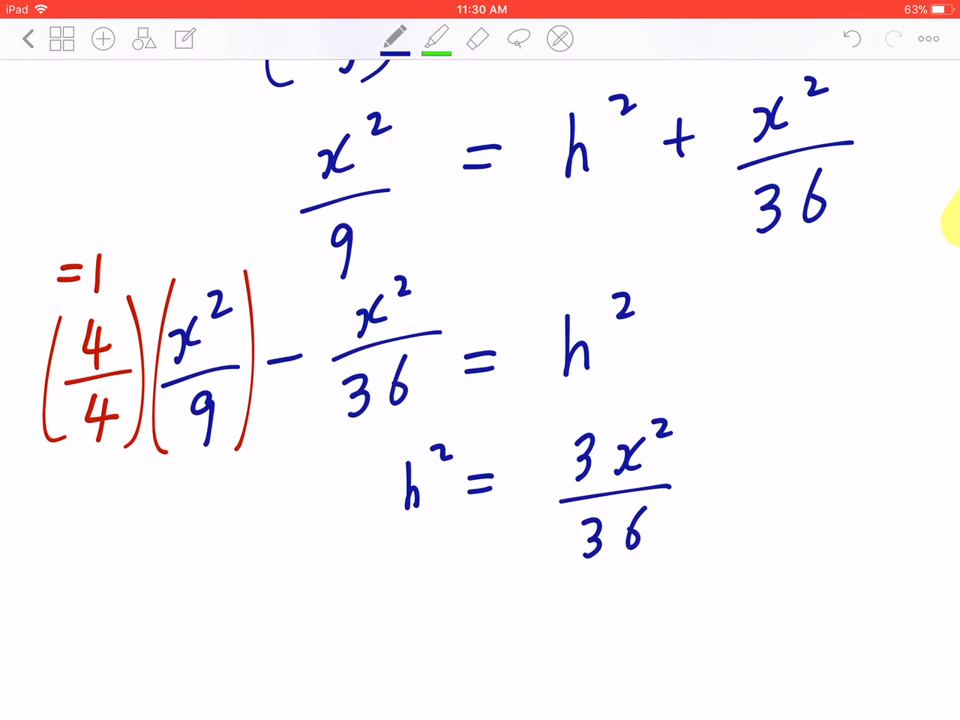 iPad 11:30 AM 63%
x²/9 = h² + x²/36
=1
(4/4)(x²/9) - x²/36 = h²
h² = 3x²/36